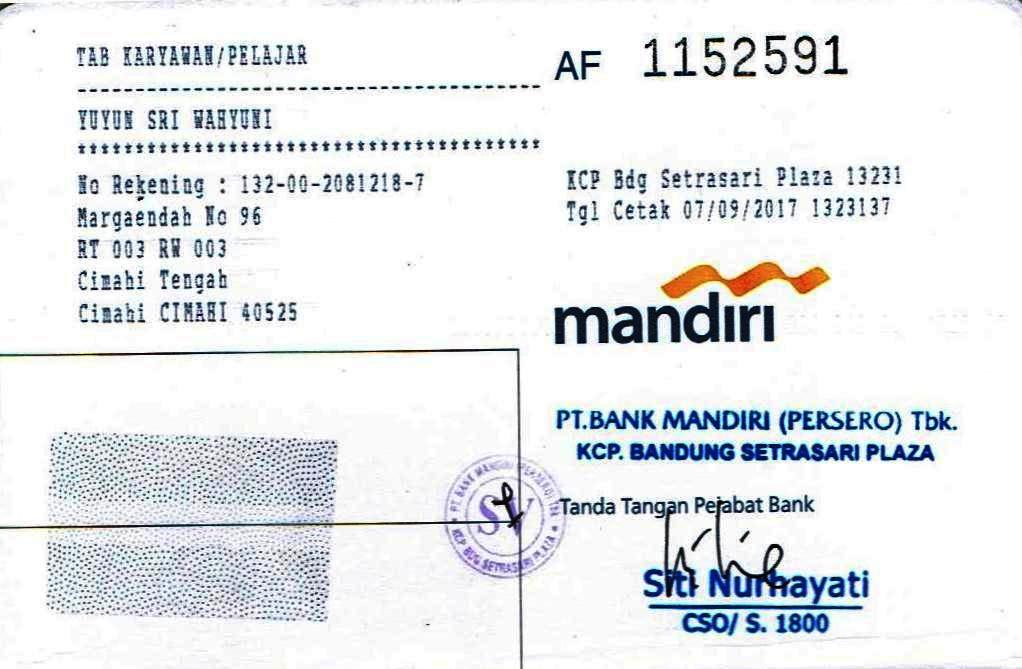 TAB KARYAWAN/PELAJAR
YUYUN SRI WAHYUNI
No Rekening : 132-00-2081218-7
Margaendah No 96
RT 003 RW 003
Cimahi Tengah
Cimahi CIMAHI 40525
AF 1152591
KCP Bdg Setrasari Plaza 13231
Tgl Cetak 07/09/2017 1323137
mandiri
PT.BANK MANDIRI (PERSERO) Tbk.
KCP. BANDUNG SETRASARI PLAZA
PT. BANK MANDIRI (PERSERO) Tbk
SV
KCP BDG SETRASARI PLAZA
Tanda Tangan Pejabat Bank
Siti Nurhayati
CSO/ S. 1800